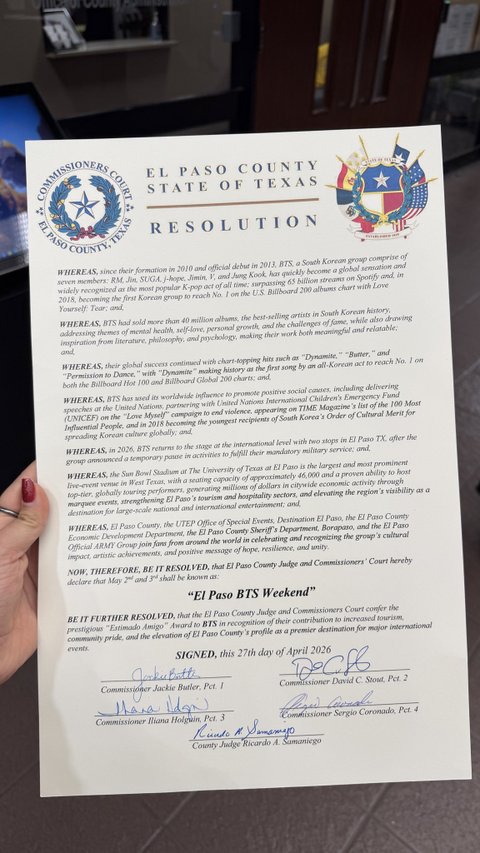 COMMISSIONERS COURT
EL PASO COUNTY, TEXAS
EL PASO COUNTY
STATE OF TEXAS
RESOLUTION
ESTABLISHED
WHEREAS, since their formation in 2010 and official debut in 2013, BTS, a South Korean group comprise of
seven members: RM, Jin, SUGA, j-hope, Jimin, V, and Jung Kook, has quickly become a global sensation and
widely recognized as the most popular K-pop act of all time; surpassing 65 billion streams on Spotify and, in
2018, becoming the first Korean group to reach No. 1 on the U.S. Billboard 200 albums chart with Love
Yourself: Tear; and,
WHEREAS, BTS had sold more than 40 million albums, the best-selling artists in South Korean history,
addressing themes of mental health, self-love, personal growth, and the challenges of fame, while also drawing
inspiration from literature, philosophy, and psychology, making their work both meaningful and relatable;
and,
WHEREAS, their global success continued with chart-topping hits such as “Dynamite,” “Butter,” and
“Permission to Dance,” with “Dynamite” making history as the first song by an all-Korean act to reach No. 1 on
both the Billboard Hot 100 and Billboard Global 200 charts; and,
WHEREAS, BTS has used its worldwide influence to promote positive social causes, including delivering
speeches at the United Nations, partnering with United Nations International Children's Emergency Fund
(UNICEF) on the “Love Myself” campaign to end violence, appearing on TIME Magazine's list of the 100 Most
Influential People, and in 2018 becoming the youngest recipients of South Korea's Order of Cultural Merit for
spreading Korean culture globally; and,
WHEREAS, in 2026, BTS returns to the stage at the international level with two stops in El Paso TX, after the
group announced a temporary pause in activities to fulfill their mandatory military service; and,
WHEREAS, the Sun Bowl Stadium at The University of Texas at El Paso is the largest and most prominent
live-event venue in West Texas, with a seating capacity of approximately 46,000 and a proven ability to host
top-tier, globally touring performers, generating millions of dollars in citywide economic activity through
marquee events, strengthening El Paso's tourism and hospitality sectors, and elevating the region's visibility as a
destination for large-scale national and international entertainment; and,
WHEREAS, El Paso County, the UTEP Office of Special Events, Destination El Paso, the El Paso County
Economic Development Department, the El Paso County Sheriff's Department, Borapaso, and the El Paso
Official ARMY Group join fans from around the world in celebrating and recognizing the group's cultural
impact, artistic achievements, and positive message of hope, resilience, and unity.
NOW, THEREFORE, BE IT RESOLVED, that El Paso County Judge and Commissioners' Court hereby
declare that May 2nd and 3rd shall be known as:
“El Paso BTS Weekend”
BE IT FURTHER RESOLVED, that the El Paso County Judge and Commissioners Court confer the
prestigious “Estimado Amigo” Award to BTS in recognition of their contribution to increased tourism,
community pride, and the elevation of El Paso County's profile as a premier destination for major international
events.
SIGNED, this 27th day of April 2026
Jackie Butler
Commissioner Jackie Butler, Pct. 1
Commissioner David C. Stout, Pct. 2
Iliana Holguin
Commissioner Iliana Holguin, Pct. 3
Sergio Coronado
Commissioner Sergio Coronado, Pct. 4
Ricardo A. Samaniego
County Judge Ricardo A. Samaniego